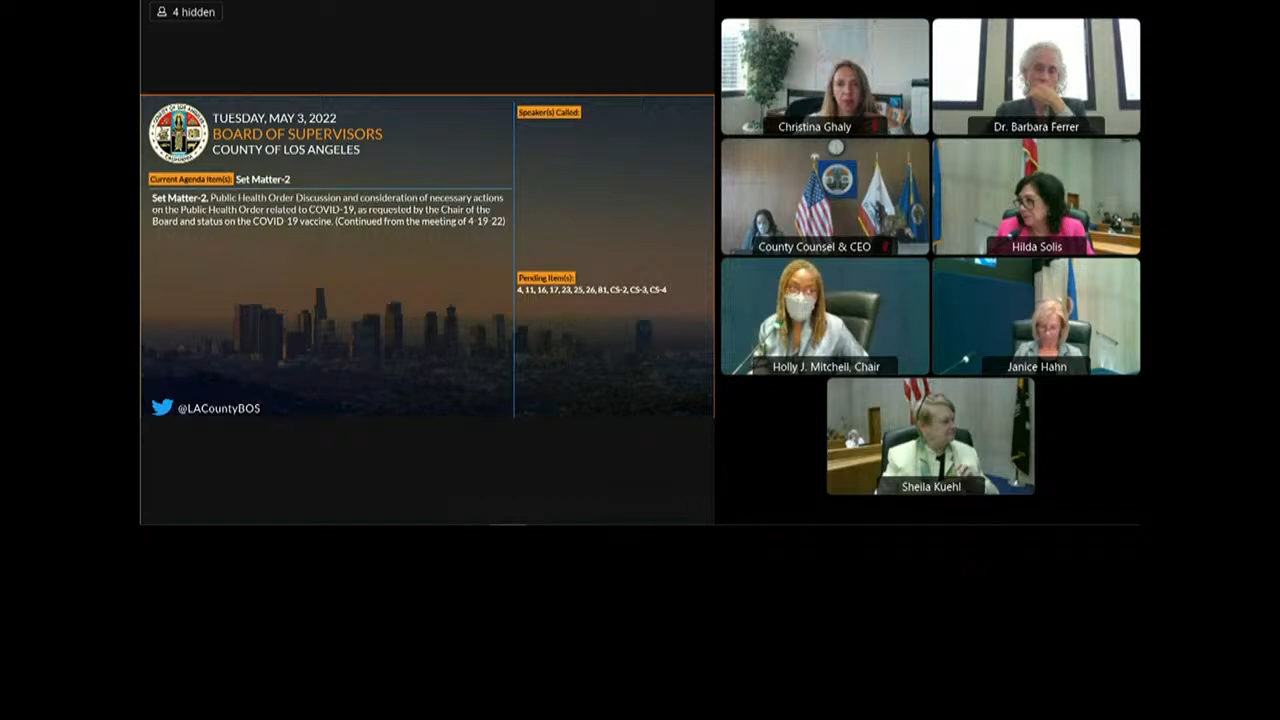 4 hidden
TUESDAY, MAY 3, 2022
BOARD OF SUPERVISORS
COUNTY OF LOS ANGELES
Current Agenda Item(s): Set Matter-2
Set Matter-2. Public Health Order Discussion and consideration of necessary actions
on the Public Health Order related to COVID-19, as requested by the Chair of the
Board and status on the COVID-19 vaccine. (Continued from the meeting of 4-19-22)
Speaker(s) Called:
Pending Item(s):
4, 11, 16, 17, 23, 25, 26, 81, CS-2, CS-3, CS-4
@LACountyBOS
Christina Ghaly
Dr. Barbara Ferrer
County Counsel & CEO
Hilda Solis
Holly J. Mitchell, Chair
Janice Hahn
Sheila Kuehl